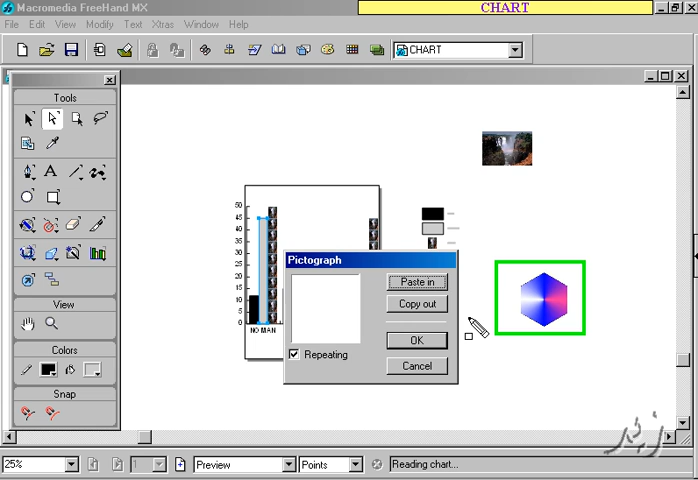 Macromedia FreeHand MX
CHART
File Edit View Modify Text Xtras Window Help
CHART
Tools
View
Colors
Snap
50
45
40
35
30
25
20
15
10
5
0
NO MAN
Pictograph
Paste in
Copy out
OK
Cancel
Repeating
25%
1
Preview
Points
Reading chart...